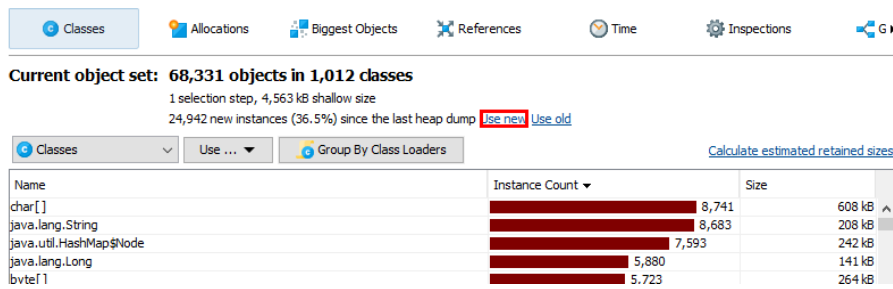 Classes Allocations Biggest Objects References Time Inspections G
Current object set: 68,331 objects in 1,012 classes
1 selection step, 4,563 kB shallow size
24,942 new instances (36.5%) since the last heap dump Use new Use old
Classes Use ... Group By Class Loaders Calculate estimated retained sizes
Name Instance Count Size
char[] 8,741 608 kB
java.lang.String 8,683 208 kB
java.util.HashMap$Node 7,593 242 kB
java.lang.Long 5,880 141 kB
byte[] 5,723 264 kB